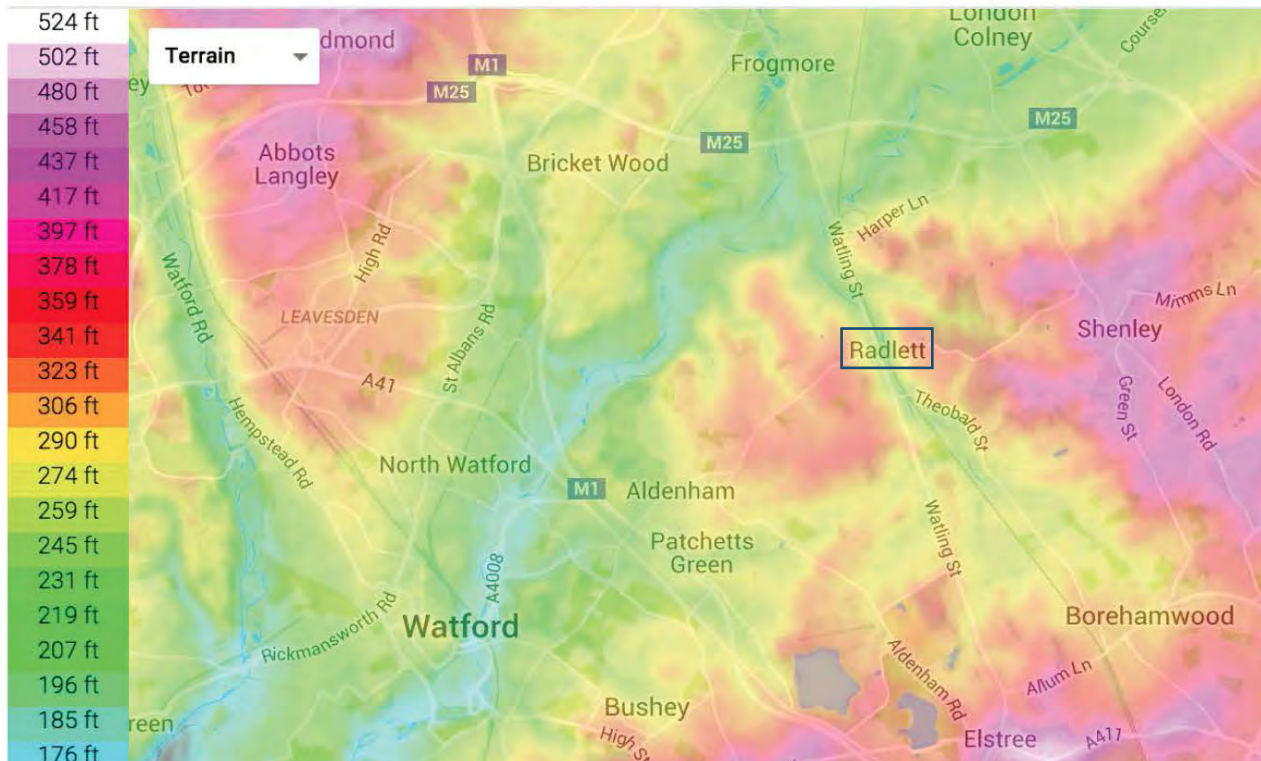 524 ft
502 ft
480 ft
458 ft
437 ft
417 ft
397 ft
378 ft
359 ft
341 ft
323 ft
306 ft
290 ft
274 ft
259 ft
245 ft
231 ft
219 ft
207 ft
196 ft
185 ft
176 ft
Terrain
dmond
M1
M25
London
Colney
Frogmore
M25
M25
Abbots
Langley
Bricket Wood
Harper Ln
High Rd
Watling St
Watford Rd
LEAVESDEN
St Albans Rd
Mimms Ln
Shenley
Radlett
A41
Green St
London Rd
Theobald St
Hempstead Rd
North Watford
M1
Aldenham
Watling St
Patchetts
Green
A4008
Watford
Rickmansworth Rd
Borehamwood
Aldenham Rd
Allum Ln
Bushey
reen
High St
Elstree
A411